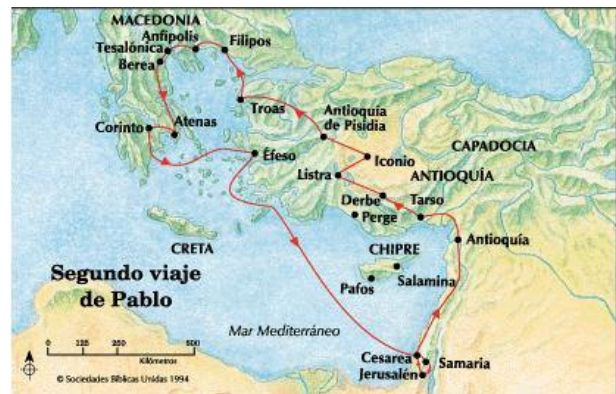 MACEDONIA
Anfípolis
Tesalónica
Filipos
Berea
Troas
Antioquía
de Pisidia
Corinto
Atenas
Éfeso
Iconio
CAPADOCIA
Listra
ANTIOQUÍA
Derbe
Tarso
Perge
CRETA
CHIPRE
Antioquía
Segundo viaje
de Pablo
Pafos
Salamina
Mar Mediterráneo
0 125 250 500
Kilómetros
Cesarea
Samaria
Jerusalén
© Sociedades Bíblicas Unidas 1994